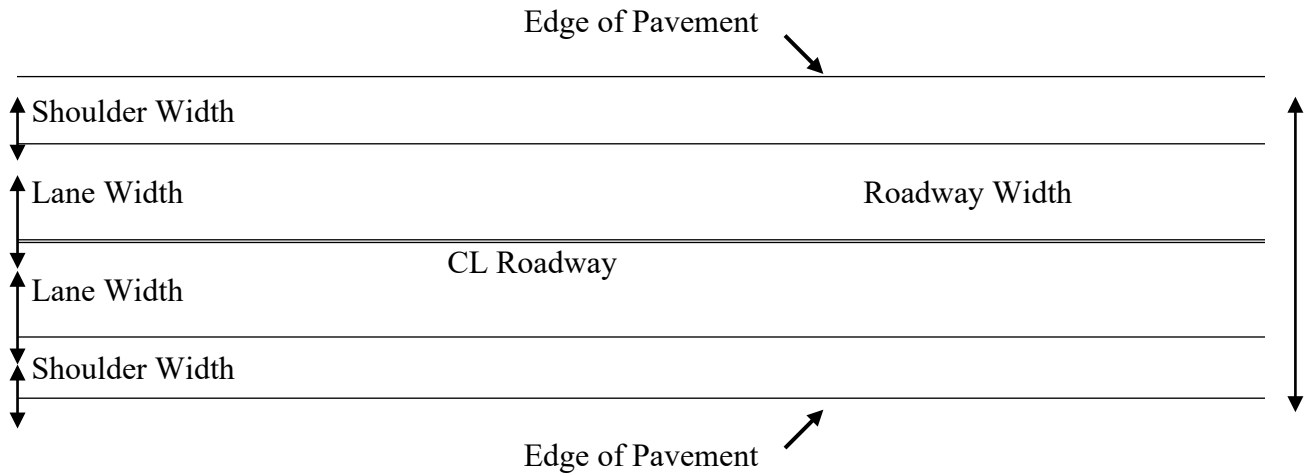 Edge of Pavement
Shoulder Width
Lane Width
Roadway Width
CL Roadway
Lane Width
Shoulder Width
Edge of Pavement